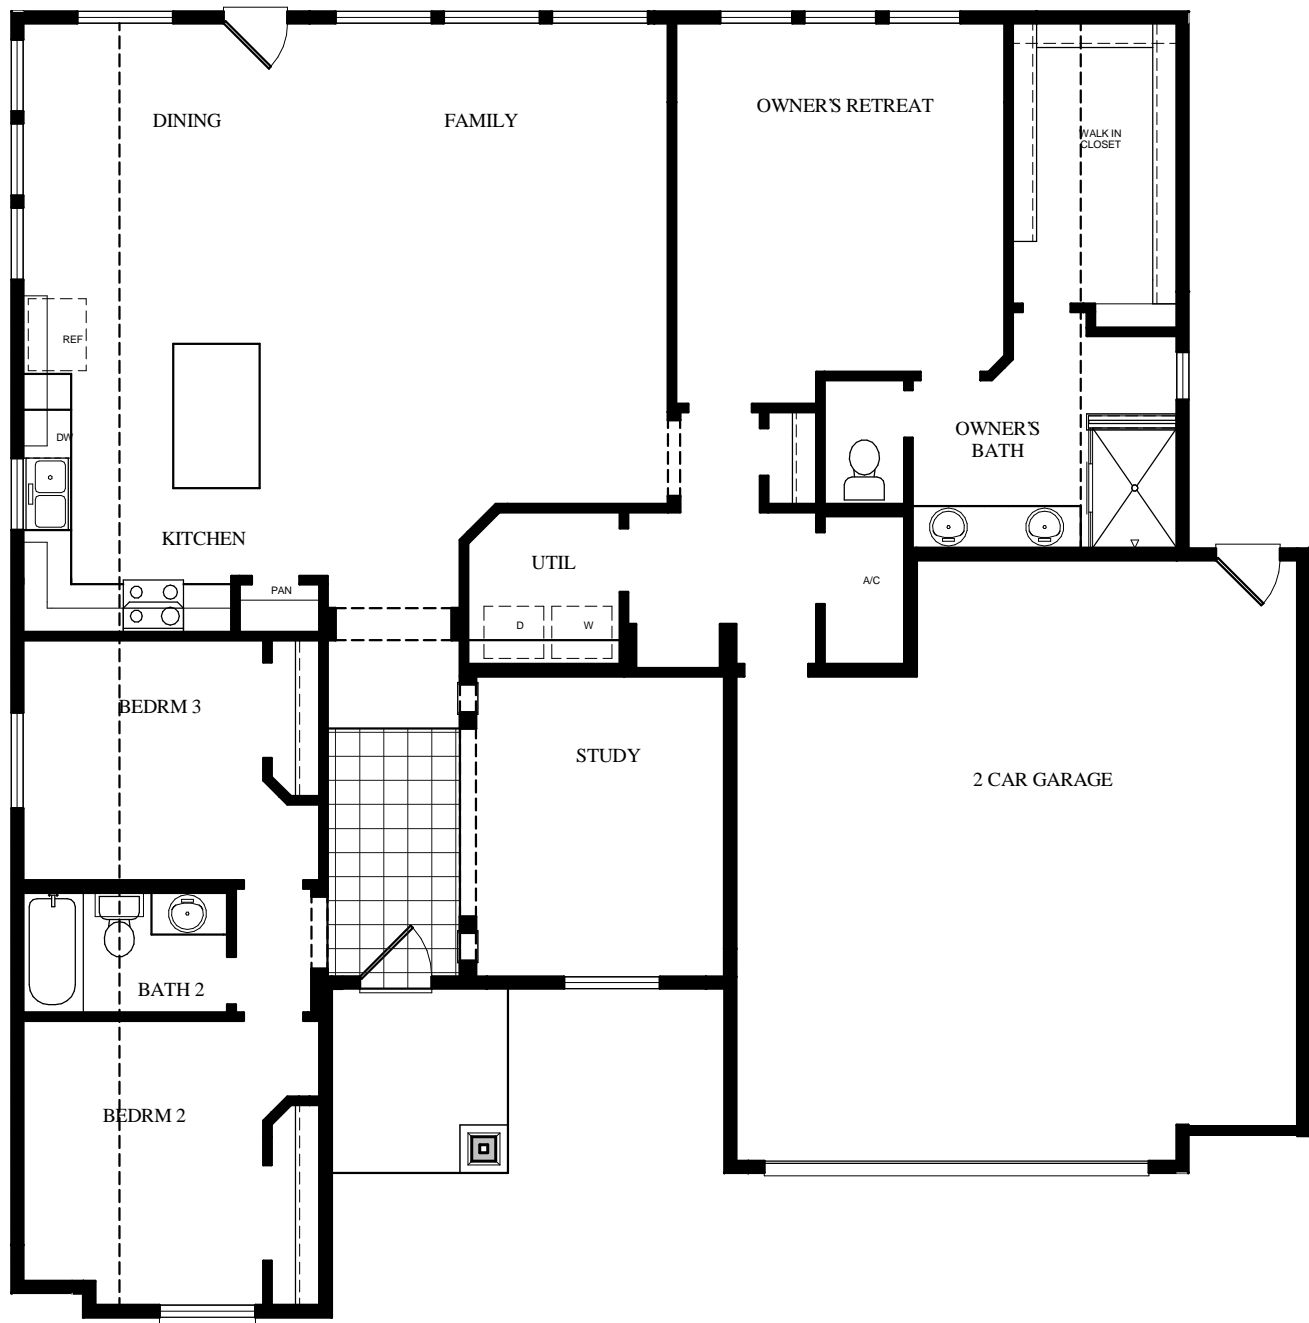 OWNER'S RETREAT
DINING
FAMILY
WALK IN
CLOSET
REF
DW
OWNER'S
BATH
KITCHEN
UTIL
A/C
PAN
D
W
BEDRM 3
STUDY
2 CAR GARAGE
BATH 2
BEDRM 2